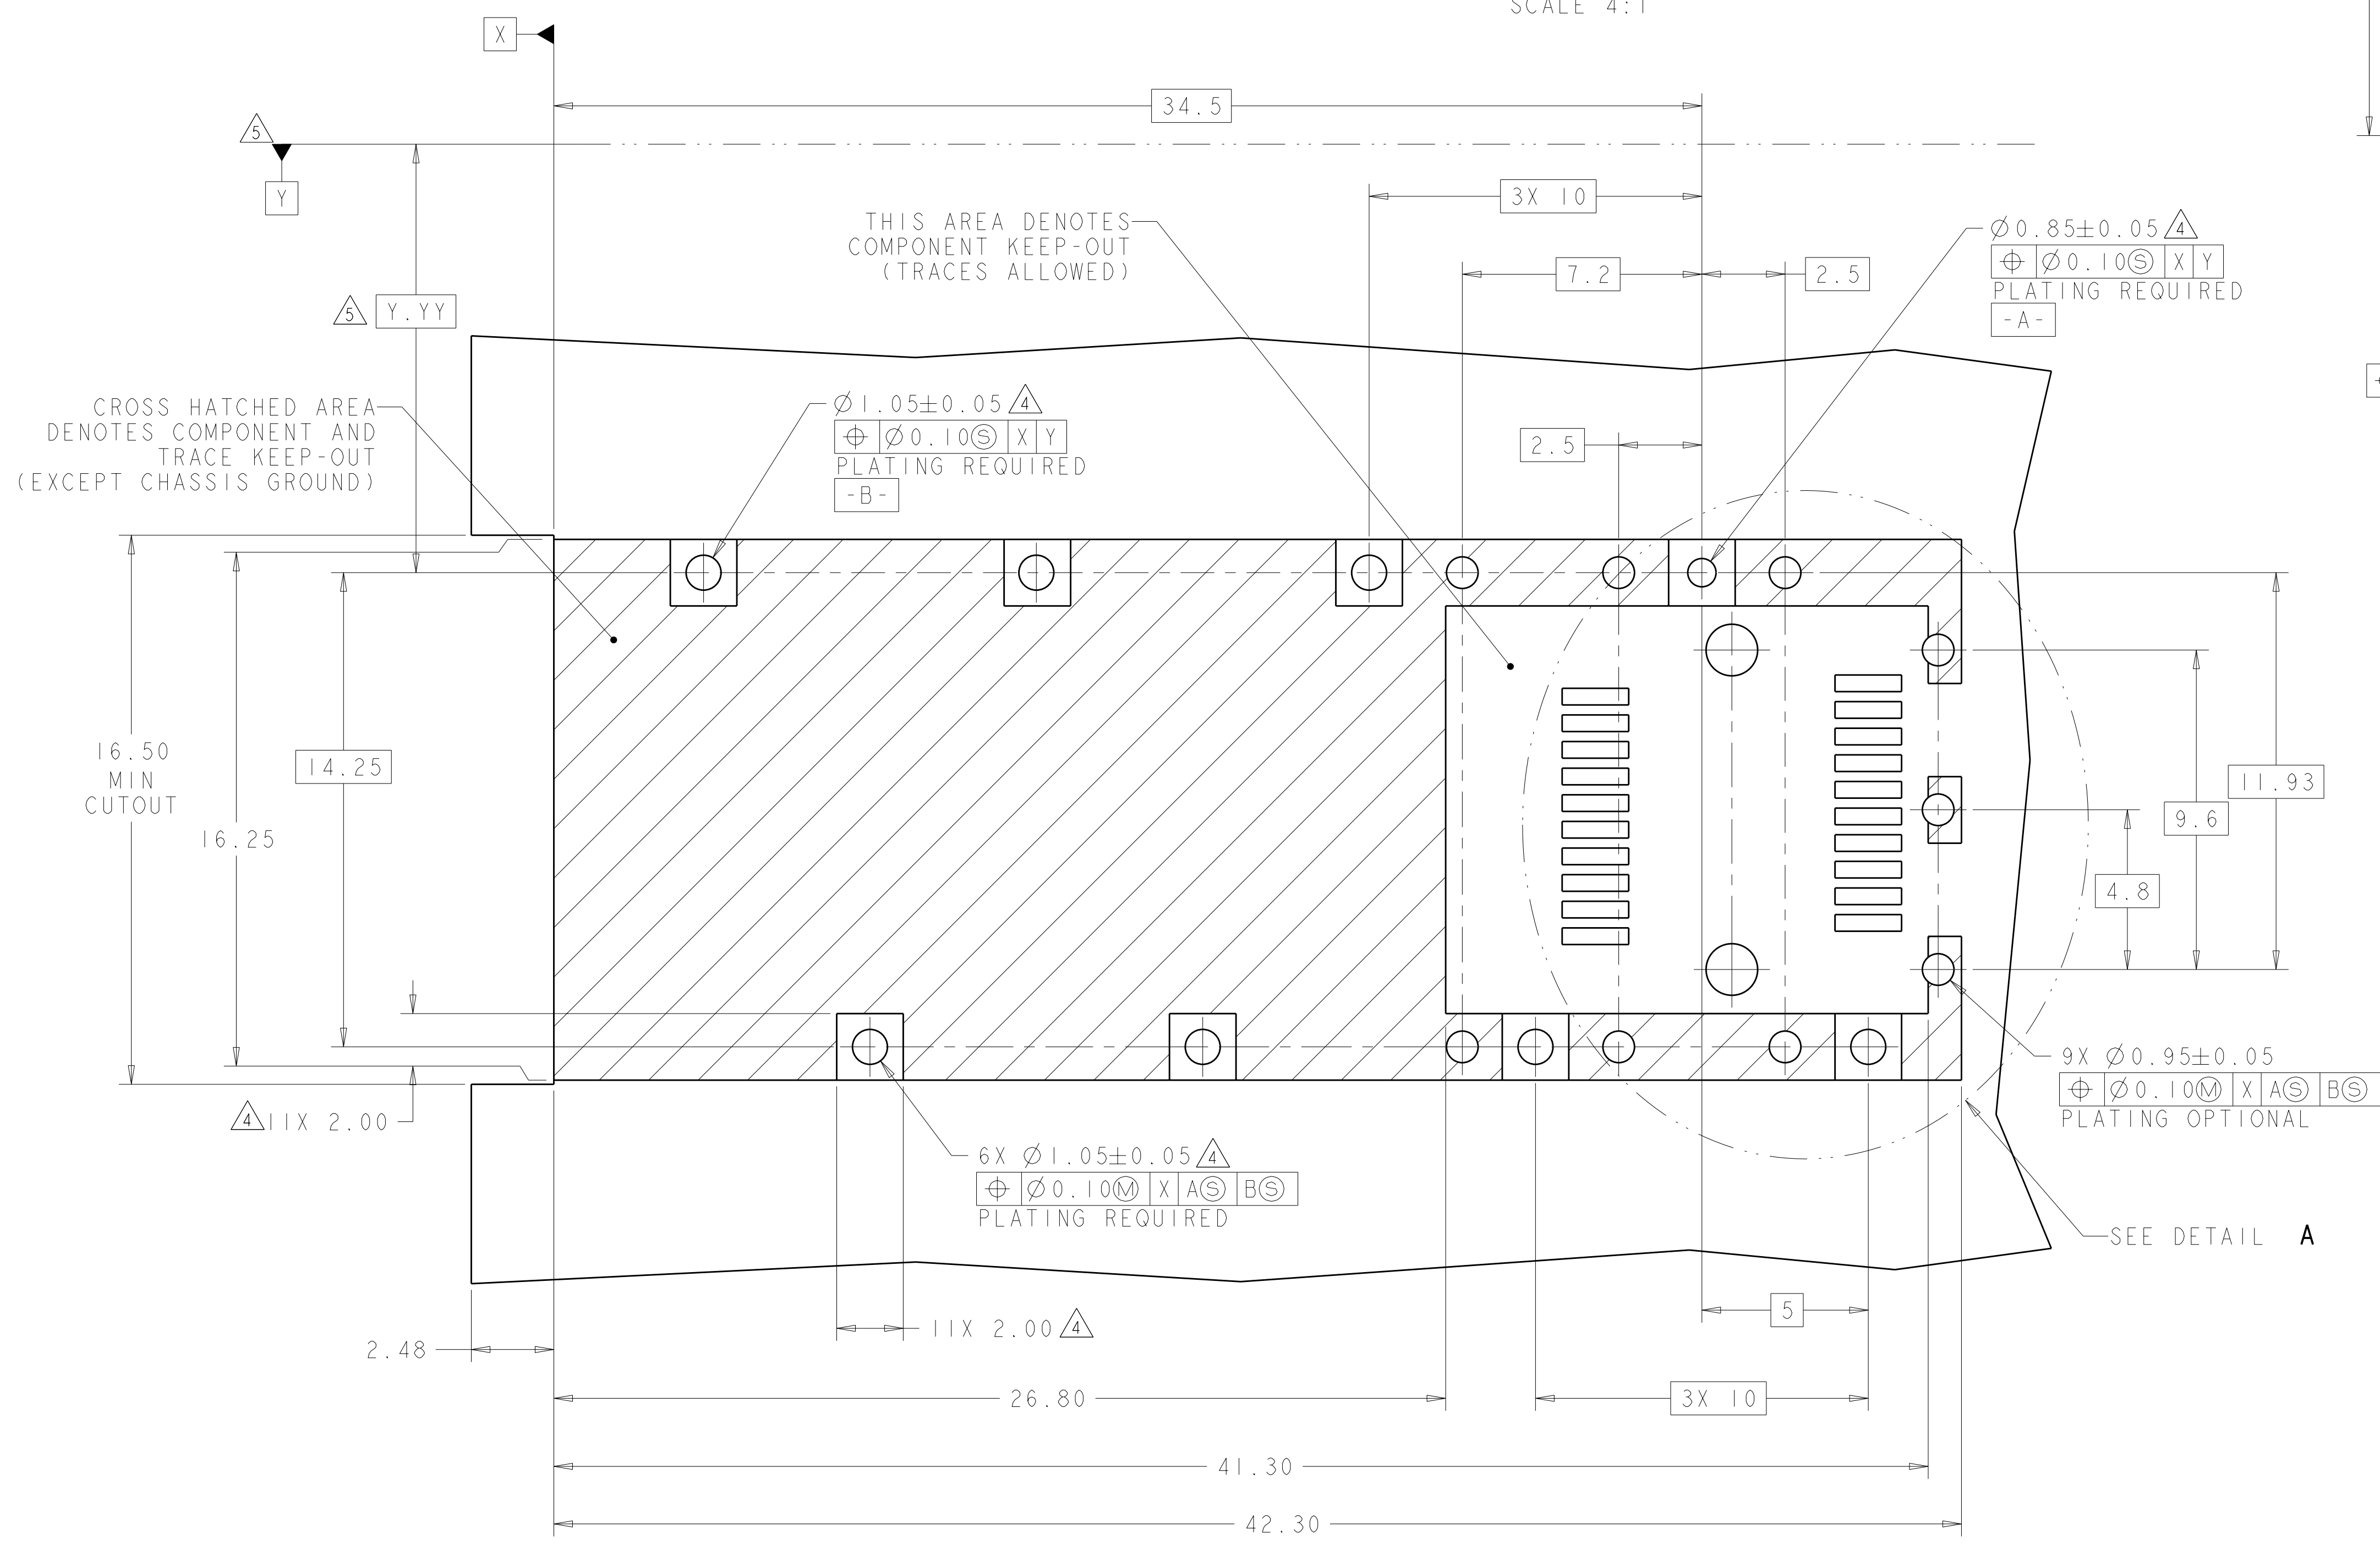 SCALE 4:1
X
34.5
5
Y
3X 10
THIS AREA DENOTES
COMPONENT KEEP-OUT
(TRACES ALLOWED)
Ø0.85±0.05 4
⌖ Ø0.10Ⓢ X Y
PLATING REQUIRED
-A-
7.2
2.5
5 Y.YY
CROSS HATCHED AREA
DENOTES COMPONENT AND
TRACE KEEP-OUT
(EXCEPT CHASSIS GROUND)
Ø1.05±0.05 4
⌖ Ø0.10Ⓢ X Y
PLATING REQUIRED
-B-
2.5
16.50
MIN
CUTOUT
16.25
14.25
11.93
9.6
4.8
4 11X 2.00
9X Ø0.95±0.05
⌖ Ø0.10Ⓜ X AⓈ BⓈ
PLATING OPTIONAL
6X Ø1.05±0.05 4
⌖ Ø0.10Ⓜ X AⓈ BⓈ
PLATING REQUIRED
SEE DETAIL A
5
11X 2.00 4
2.48
26.80
3X 10
41.30
42.30